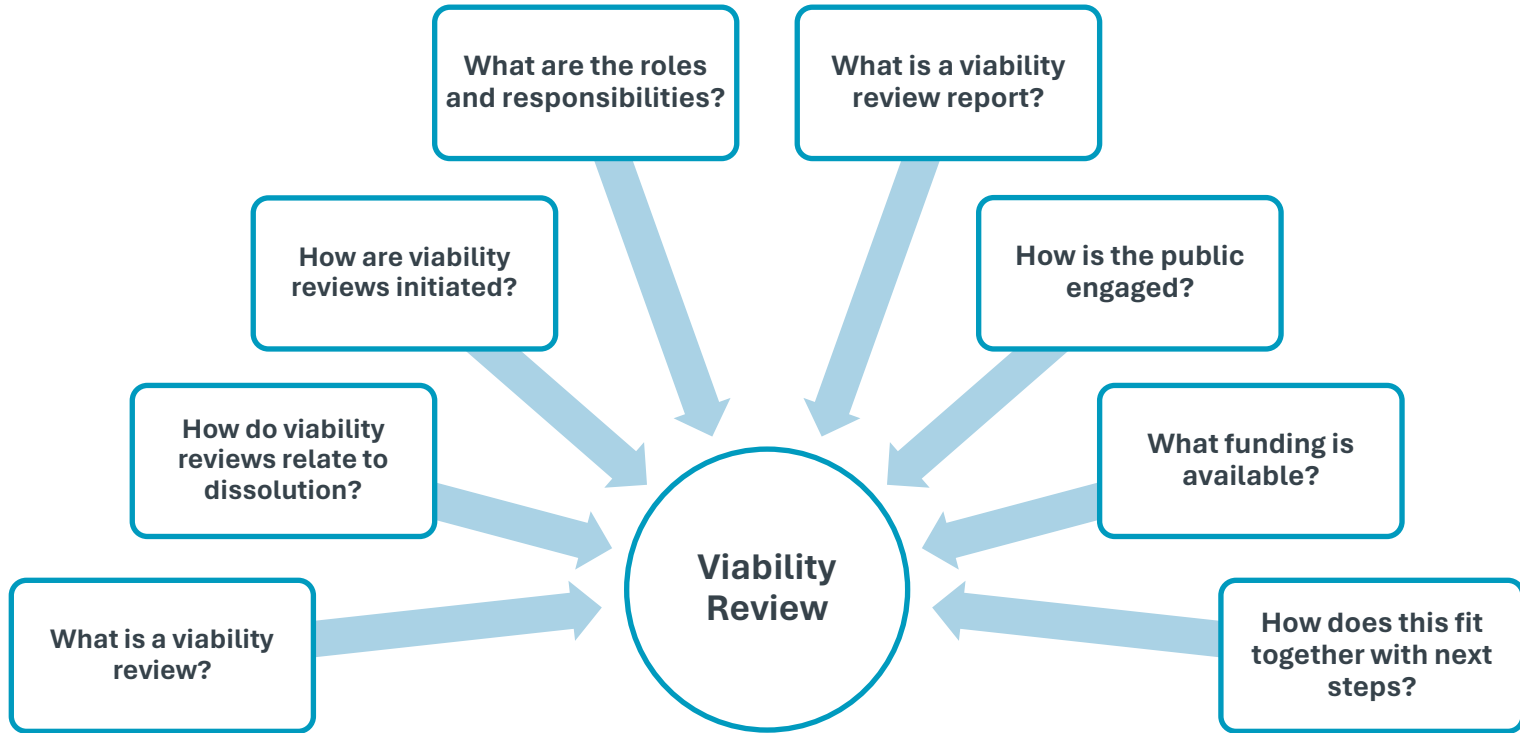 What are the roles
and responsibilities?
What is a viability
review report?
How are viability
reviews initiated?
How is the public
engaged?
How do viability
reviews relate to
dissolution?
What funding is
available?
Viability
Review
What is a viability
review?
How does this fit
together with next
steps?